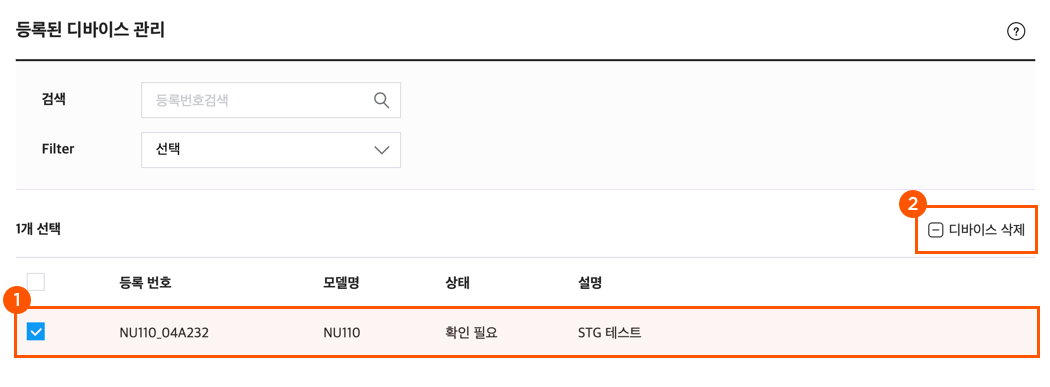 등록된 디바이스 관리
?
검색
등록번호검색
Filter
선택
2
1개 선택
디바이스 삭제
등록 번호 모델명 상태 설명
1
NU110_04A232 NU110 확인 필요 STG 테스트